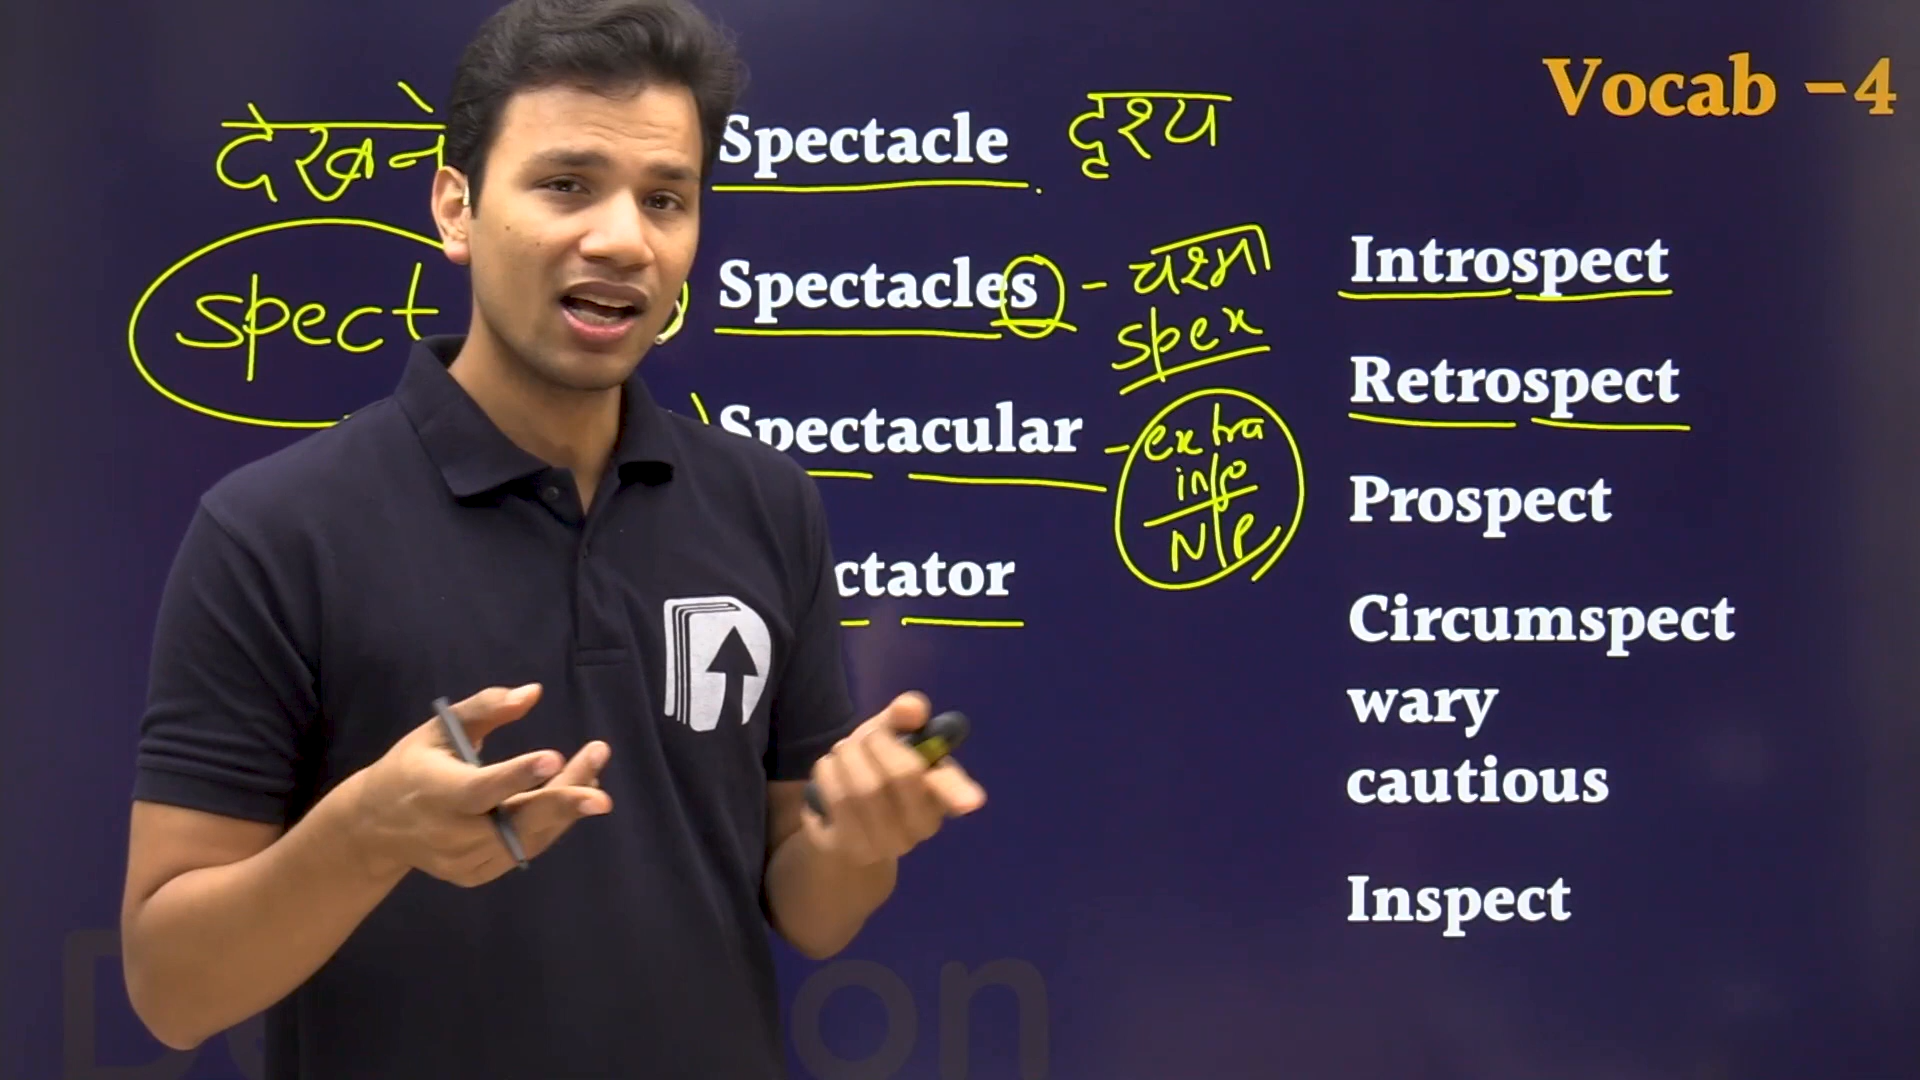 Vocab -4
देखने
spect
Spectacle दृश्य
Spectacles - चश्मा
spex
Spectacular - extra
info
N/P
ctator
Introspect
Retrospect
Prospect
Circumspect
wary
cautious
Inspect
on